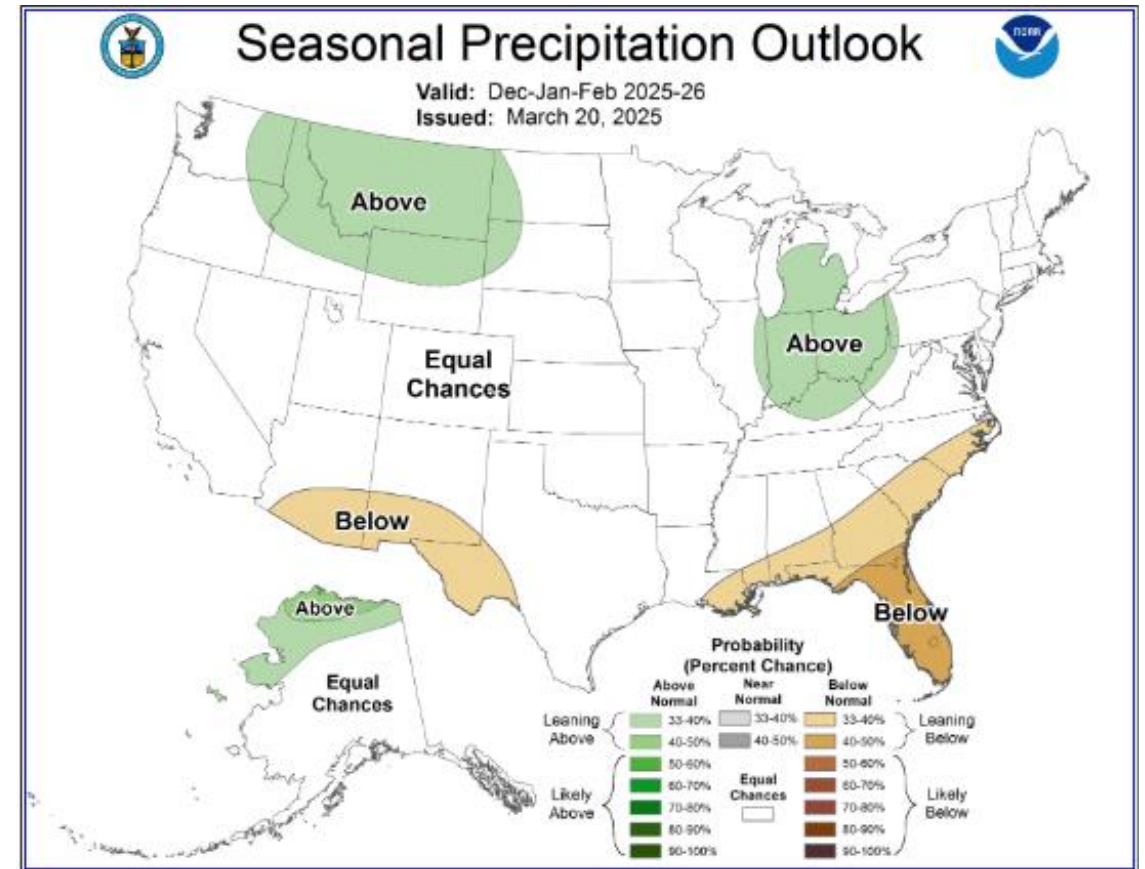 Seasonal Precipitation Outlook
NOAA
Valid: Dec-Jan-Feb 2025-26
Issued: March 20, 2025
Above
Above
Equal
Chances
Below
Below
Above
Equal
Chances
Probability
(Percent Chance)
Above
Normal
Near
Normal
Below
Normal
Leaning
Above
33-40%
33-40%
33-40%
Leaning
Below
40-50%
40-50%
40-50%
Likely
Above
50-60%
60-70%
70-80%
80-90%
90-100%
Equal
Chances
50-60%
60-70%
70-80%
80-90%
90-100%
Likely
Below